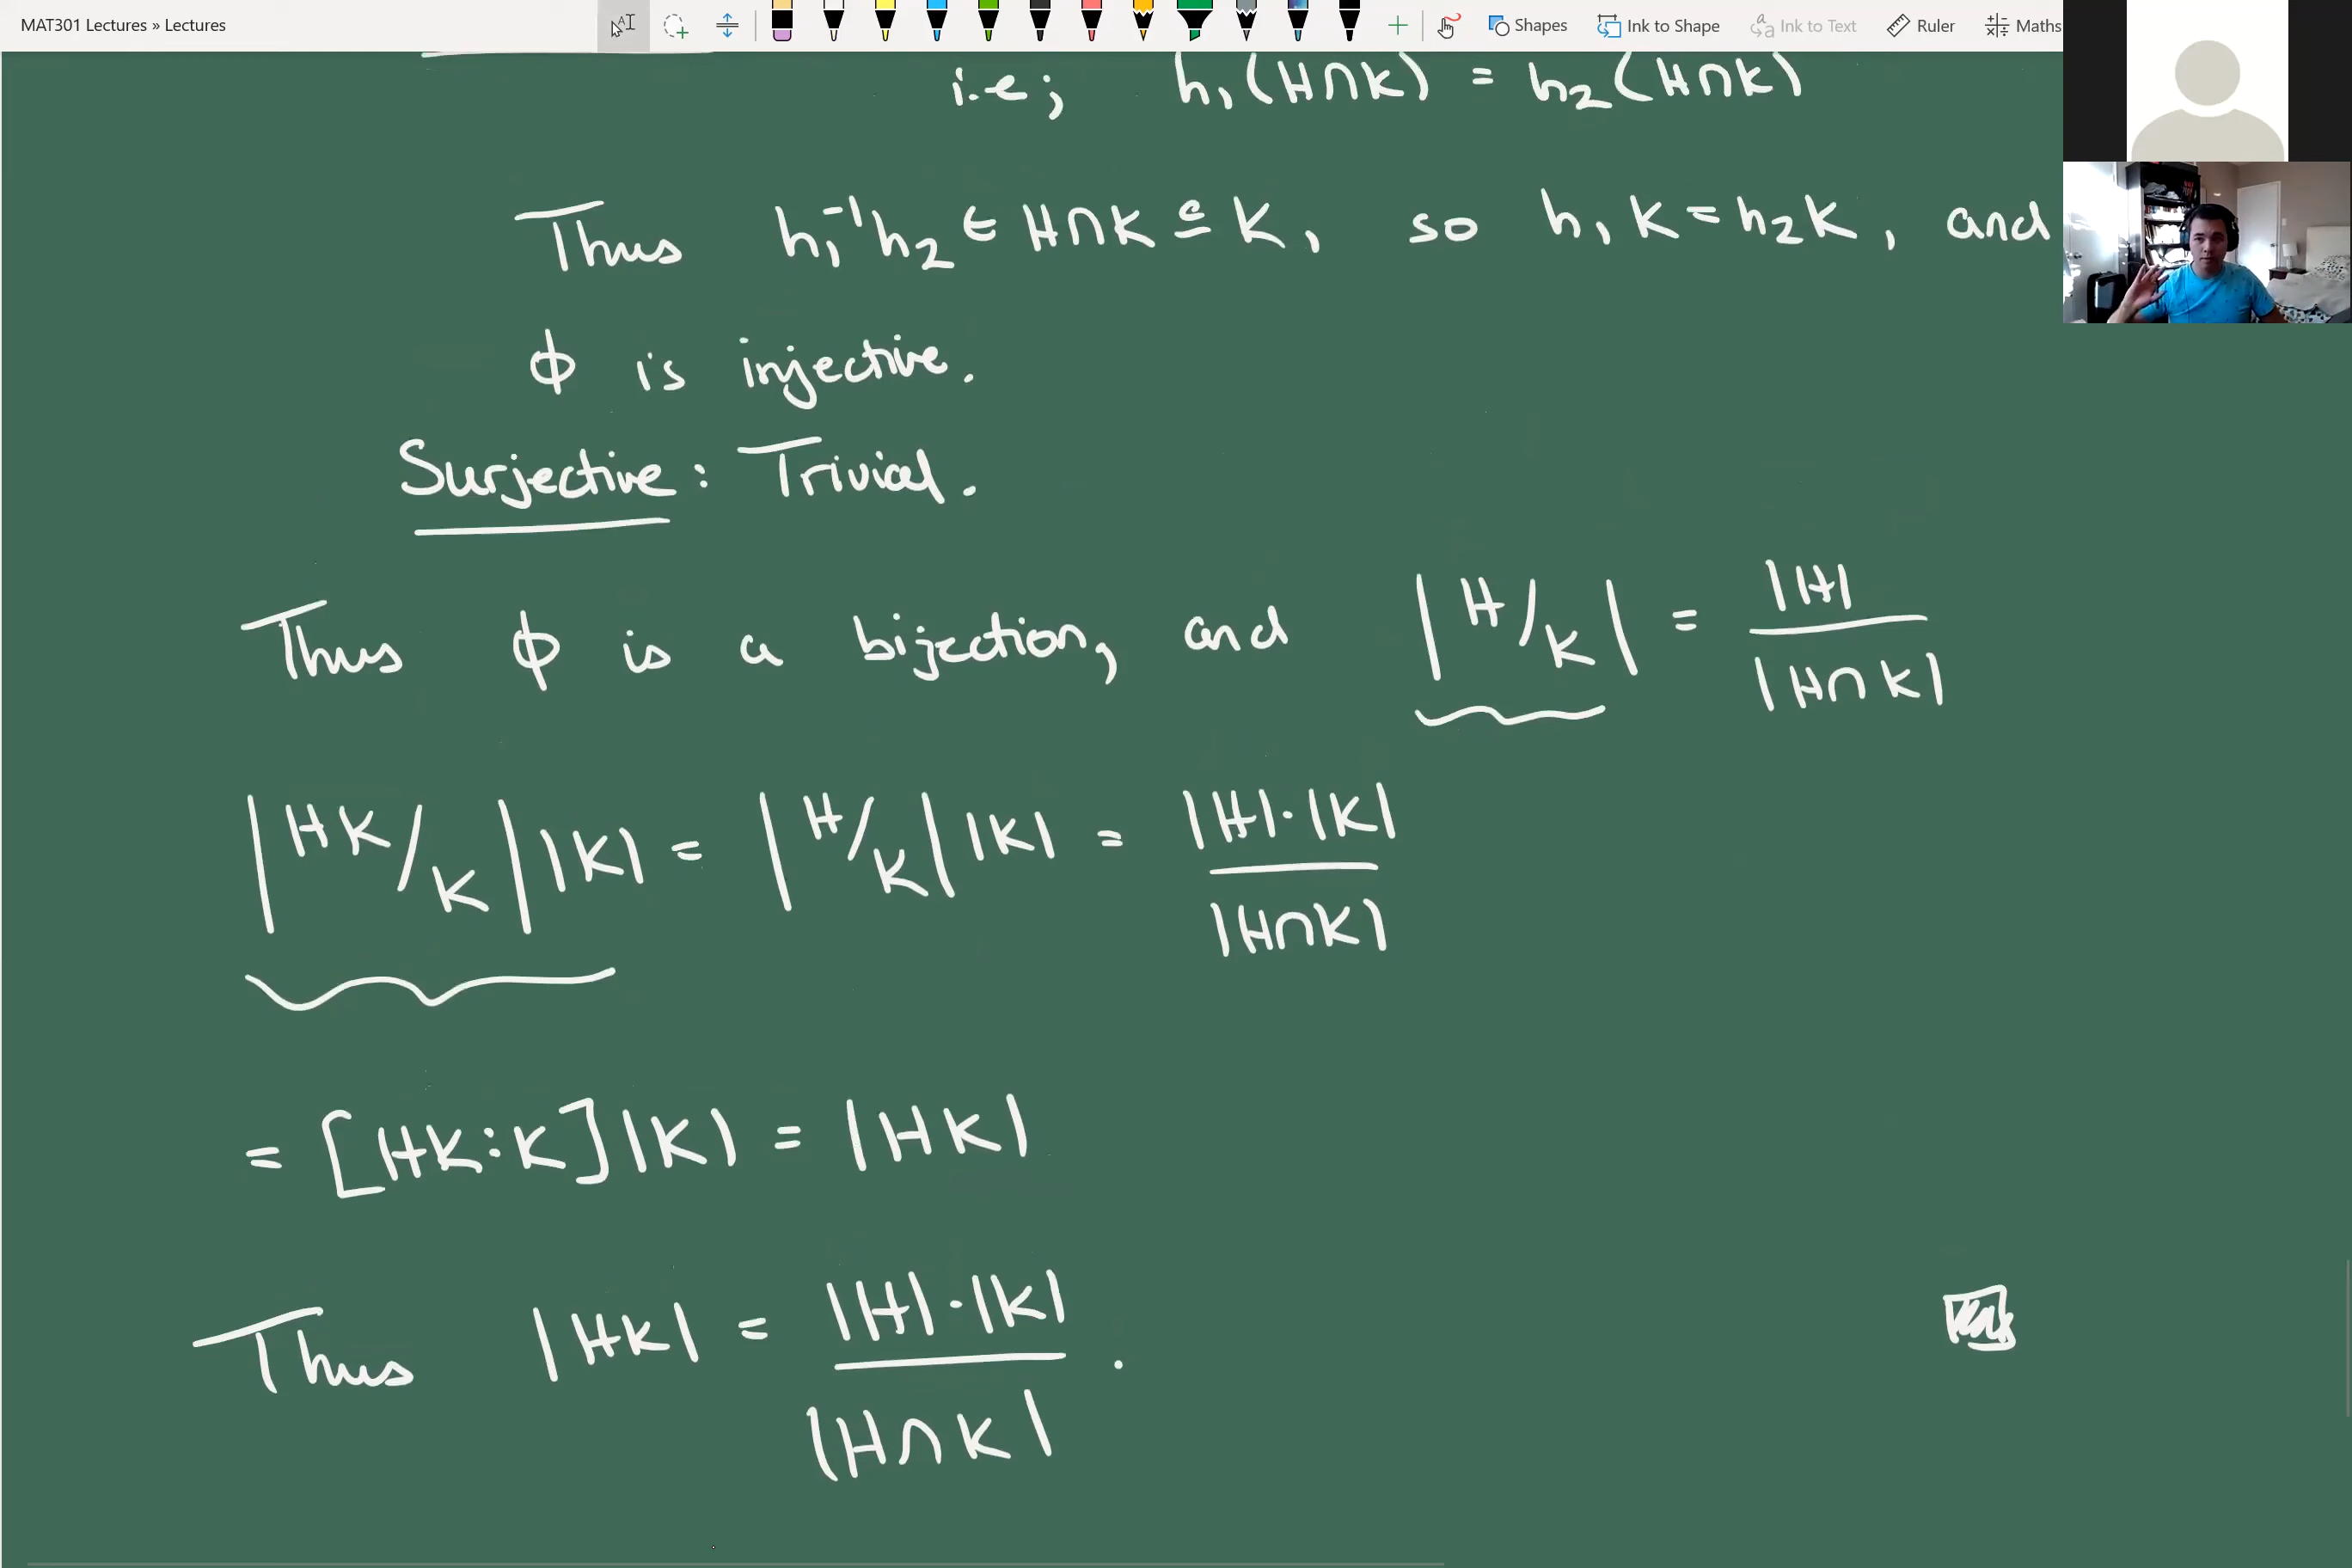 MAT301 Lectures » Lectures
Shapes Ink to Shape Ink to Text Ruler Maths
i.e; h₁(H∩K) = h₂(H∩K)
Thus h₁⁻¹h₂ ∈ H∩K ⊆ K, so h₁K = h₂K, and
ϕ is injective.
Surjective: Trivial.
Thus ϕ is a bijection, and |H/K| = |H| / |H∩K|
|HK/K||K| = |H/K||K| = |H|·|K| / |H∩K|
= [HK:K]|K| = |HK|
Thus |HK| = |H|·|K| / |H∩K| .